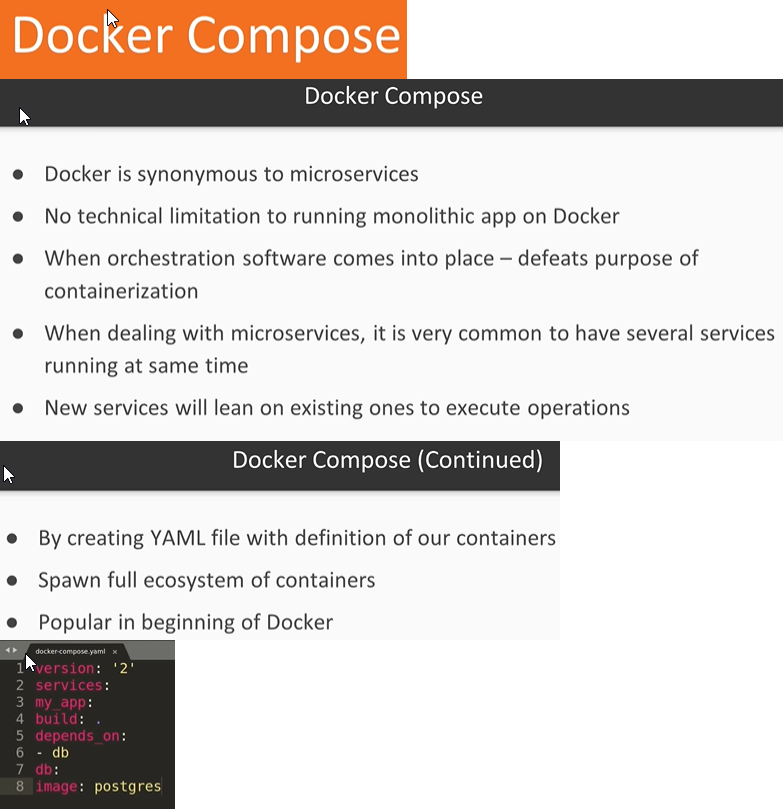 Docker Compose
Docker Compose
● Docker is synonymous to microservices
● No technical limitation to running monolithic app on Docker
● When orchestration software comes into place – defeats purpose of
containerization
● When dealing with microservices, it is very common to have several services
running at same time
● New services will lean on existing ones to execute operations
Docker Compose (Continued)
● By creating YAML file with definition of our containers
● Spawn full ecosystem of containers
● Popular in beginning of Docker
docker-compose.yaml ×
1 version: '2'
2 services:
3 my_app:
4 build: .
5 depends_on:
6 - db
7 db:
8 image: postgres